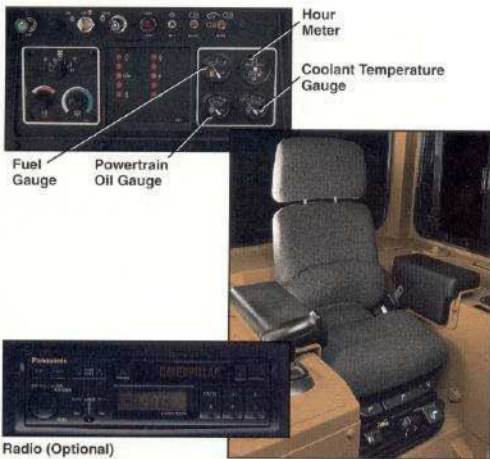 Hour
Meter
Coolant Temperature
Gauge
Fuel
Gauge
Powertrain
Oil Gauge
Panasonic
CATERPILLAR
Radio (Optional)